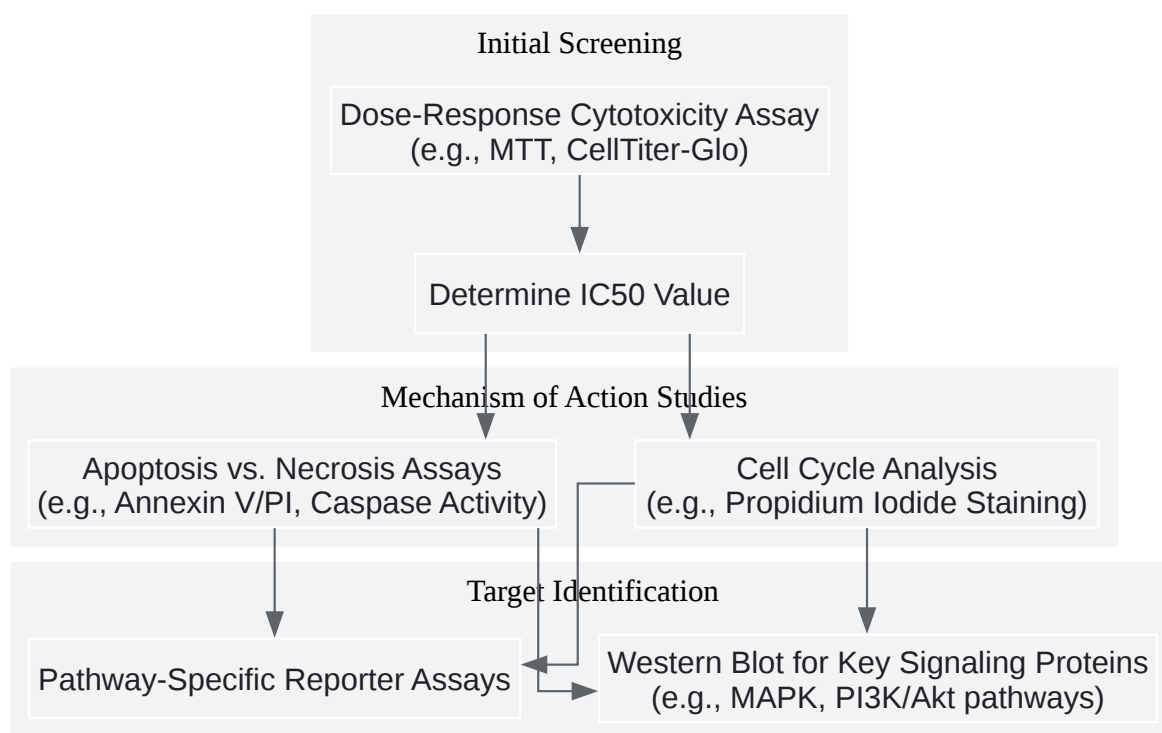 Initial Screening
Dose-Response Cytotoxicity Assay
(e.g., MTT, CellTiter-Glo)
Determine IC50 Value
Mechanism of Action Studies
Apoptosis vs. Necrosis Assays
(e.g., Annexin V/PI, Caspase Activity)
Cell Cycle Analysis
(e.g., Propidium Iodide Staining)
Target Identification
Pathway-Specific Reporter Assays
Western Blot for Key Signaling Proteins
(e.g., MAPK, PI3K/Akt pathways)